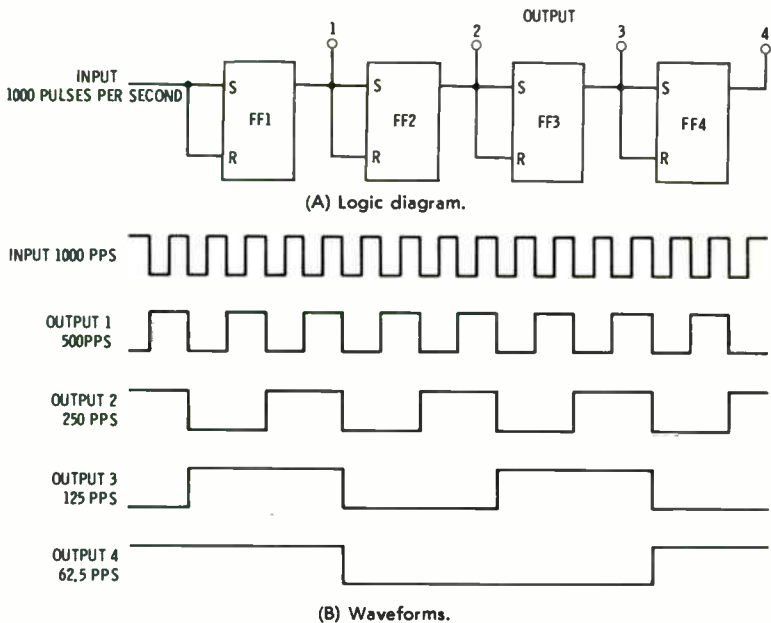 OUTPUT
1 2 3 4
INPUT
1000 PULSES PER SECOND
S S S S
FF1 FF2 FF3 FF4
R R R R
(A) Logic diagram.
INPUT 1000 PPS
OUTPUT 1
500PPS
OUTPUT 2
250 PPS
OUTPUT 3
125 PPS
OUTPUT 4
62.5 PPS
(B) Waveforms.